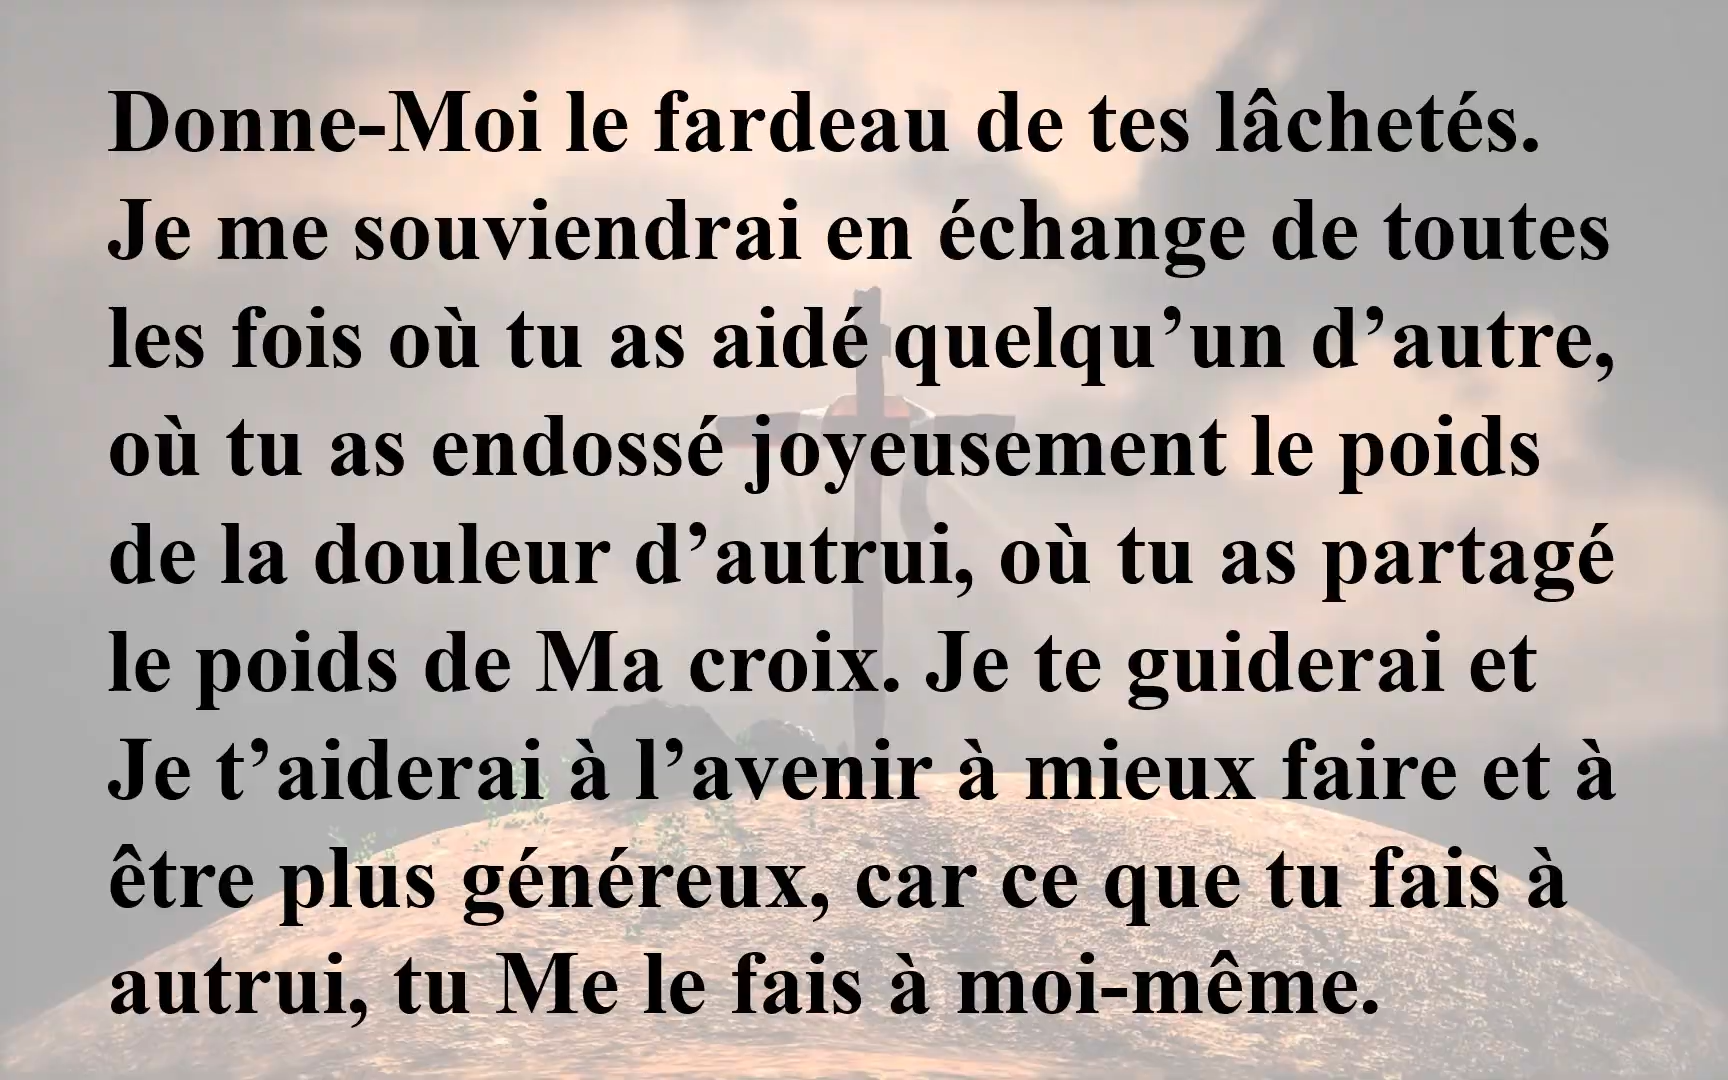 Donne-Moi le fardeau de tes lâchetés.
Je me souviendrai en échange de toutes
les fois où tu as aidé quelqu’un d’autre,
où tu as endossé joyeusement le poids
de la douleur d’autrui, où tu as partagé
le poids de Ma croix. Je te guiderai et
Je t’aiderai à l’avenir à mieux faire et à
être plus généreux, car ce que tu fais à
autrui, tu Me le fais à moi-même.